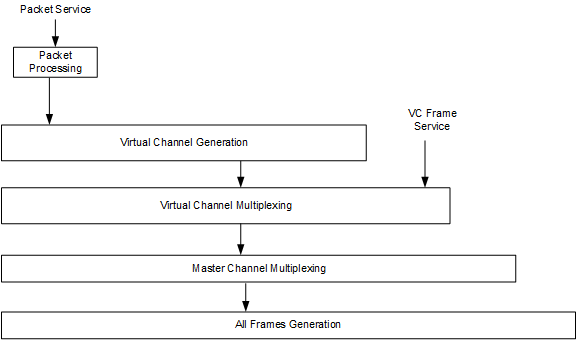 Packet Service
Packet
Processing
VC Frame
Service
Virtual Channel Generation
Virtual Channel Multiplexing
Master Channel Multiplexing
All Frames Generation